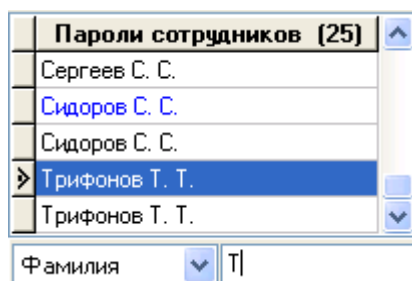 Пароли сотрудников (25)
Сергеев С. С.
Сидоров С. С.
Сидоров С. С.
Трифонов Т. Т.
Трифонов Т. Т.
Фамилия Т